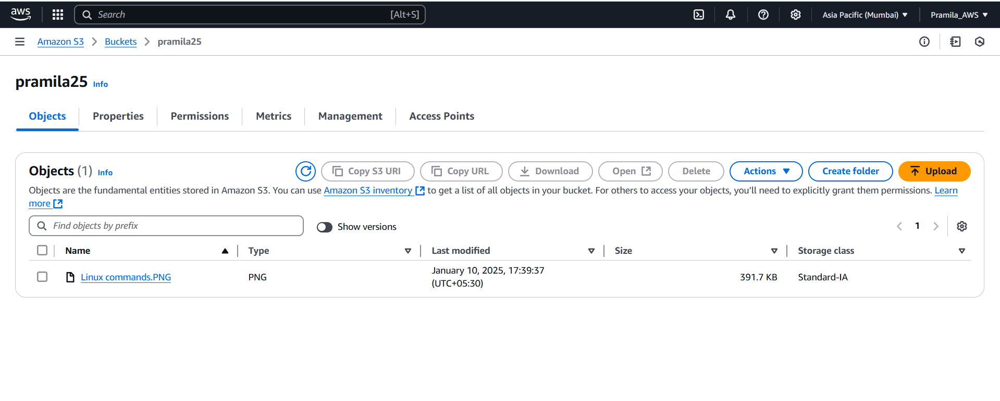 aws Search [Alt+S] Asia Pacific (Mumbai) Pramila_AWS
Amazon S3 Buckets pramila25
pramila25 Info
Objects Properties Permissions Metrics Management Access Points
Objects (1) Info Copy S3 URI Copy URL Download Open Delete Actions Create folder Upload
Objects are the fundamental entities stored in Amazon S3. You can use Amazon S3 inventory to get a list of all objects in your bucket. For others to access your objects, you’ll need to explicitly grant them permissions. Learn
more
Find objects by prefix Show versions 1
Name Type Last modified Size Storage class
Linux commands.PNG PNG January 10, 2025, 17:39:37 391.7 KB Standard-IA
(UTC+05:30)